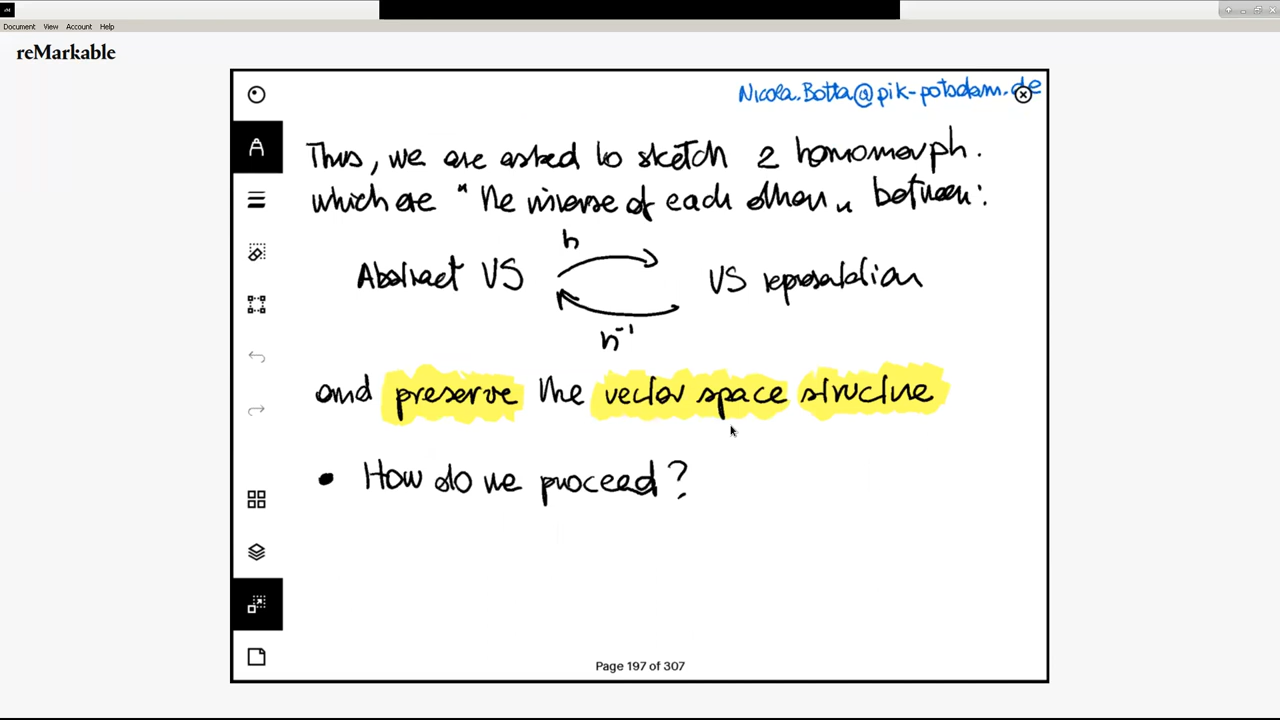 Document View Account Help
reMarkable
Nicola.Botta@pik-potsdam.de
Thus, we are asked to sketch 2 homomorph.
which are "the inverse of each other" between:
h
Abstract VS VS representation
h⁻¹
and preserve the vector space structure
• How do we proceed?
Page 197 of 307